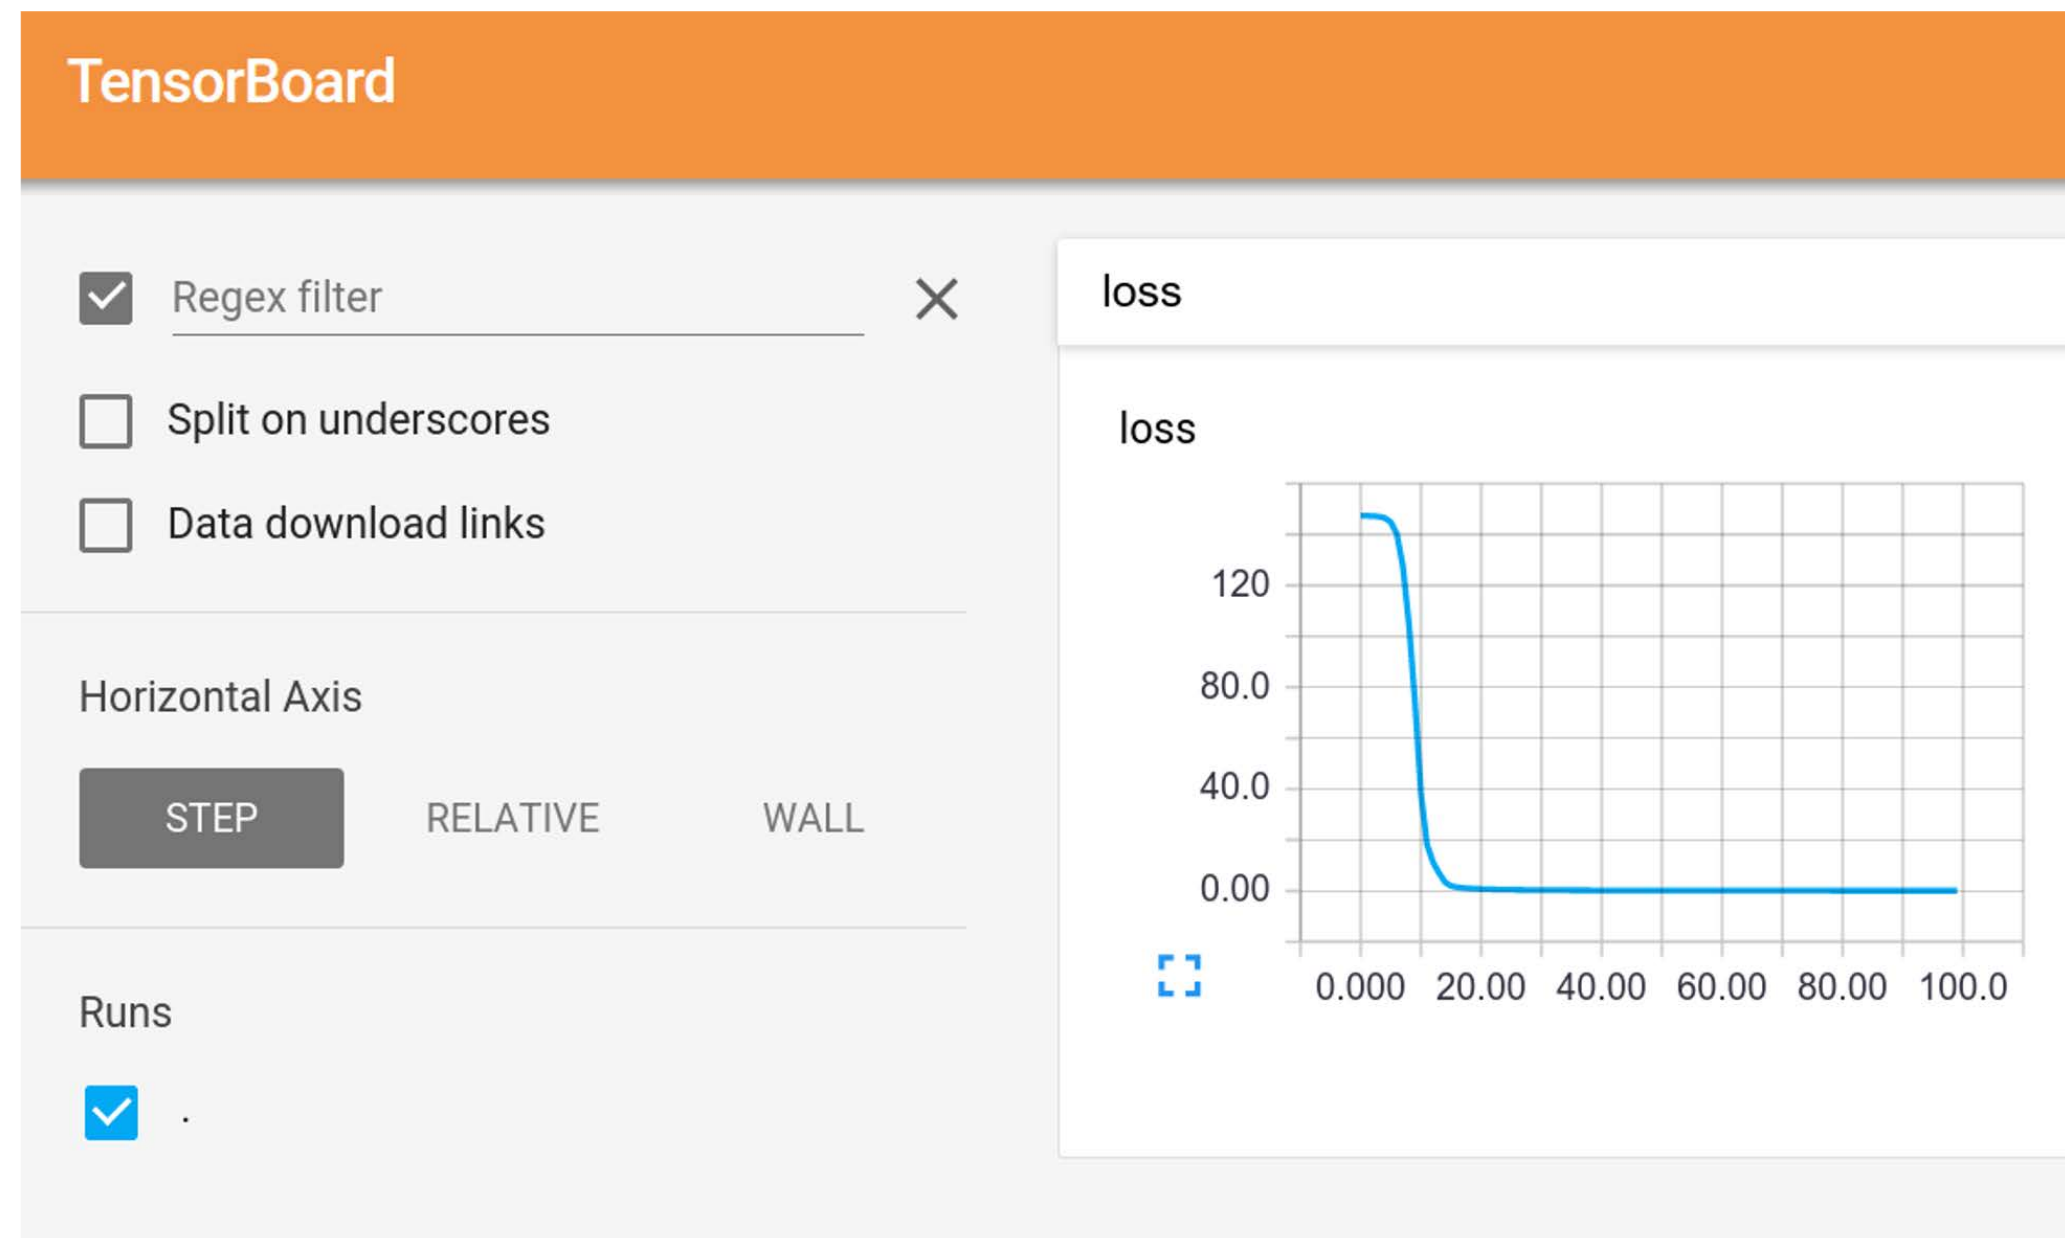 TensorBoard
Regex filter
Split on underscores
Data download links
Horizontal Axis
STEP RELATIVE WALL
Runs
.
loss
loss
120
80.0
40.0
0.00
0.000 20.00 40.00 60.00 80.00 100.0